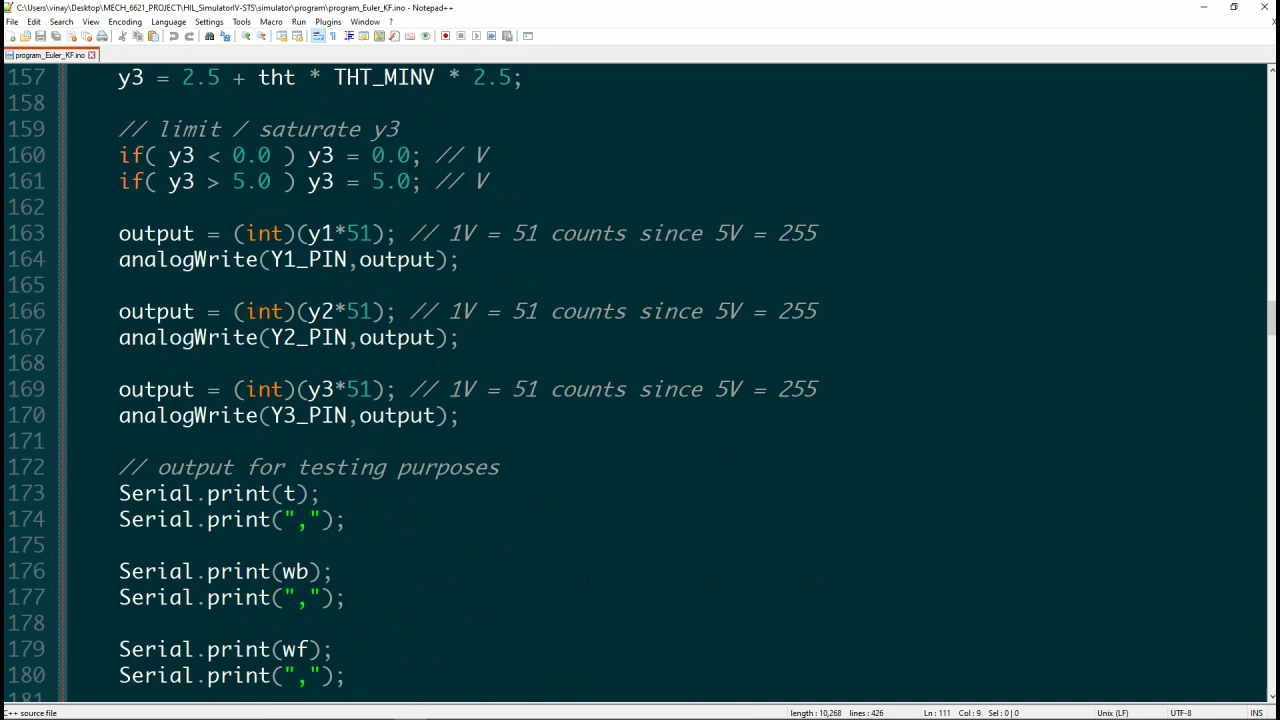 C:\Users\vinay\Desktop\MECH_6621_PROJECT\HIL_SimulatorIV-STS\simulator\program\program_Euler_KF.ino - Notepad++
File Edit Search View Encoding Language Settings Tools Macro Run Plugins Window ?
program_Euler_KF.ino
157 y3 = 2.5 + tht * THT_MINV * 2.5;
158
159 // limit / saturate y3
160 if( y3 < 0.0 ) y3 = 0.0; // V
161 if( y3 > 5.0 ) y3 = 5.0; // V
162
163 output = (int)(y1*51); // 1V = 51 counts since 5V = 255
164 analogWrite(Y1_PIN,output);
165
166 output = (int)(y2*51); // 1V = 51 counts since 5V = 255
167 analogWrite(Y2_PIN,output);
168
169 output = (int)(y3*51); // 1V = 51 counts since 5V = 255
170 analogWrite(Y3_PIN,output);
171
172 // output for testing purposes
173 Serial.print(t);
174 Serial.print(",");
175
176 Serial.print(wb);
177 Serial.print(",");
178
179 Serial.print(wf);
180 Serial.print(",");
181
C++ source file length : 10,268 lines : 426 Ln : 111 Col : 9 Sel : 0 | 0 Unix (LF) UTF-8 INS